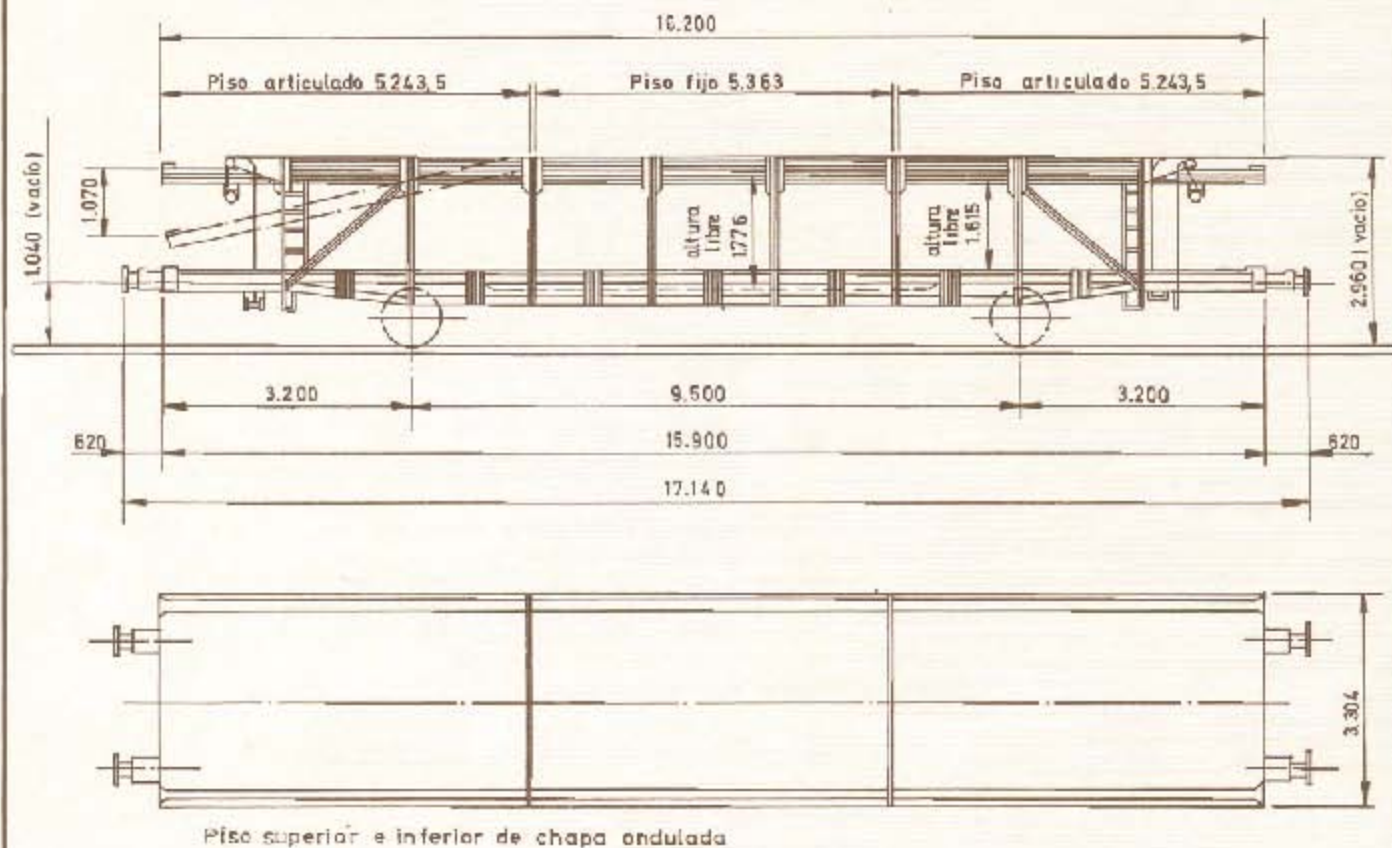 16.200
Piso articulado 5.243,5
Piso fijo 5.363
Piso articulado 5.243,5
1.040 (vacio)
1.070
altura libre 1.776
altura libre 1.615
2.960 (vacio)
3.200
9.500
3.200
620
15.900
620
17.140
3.304
Piso superior e inferior de chapa ondulada